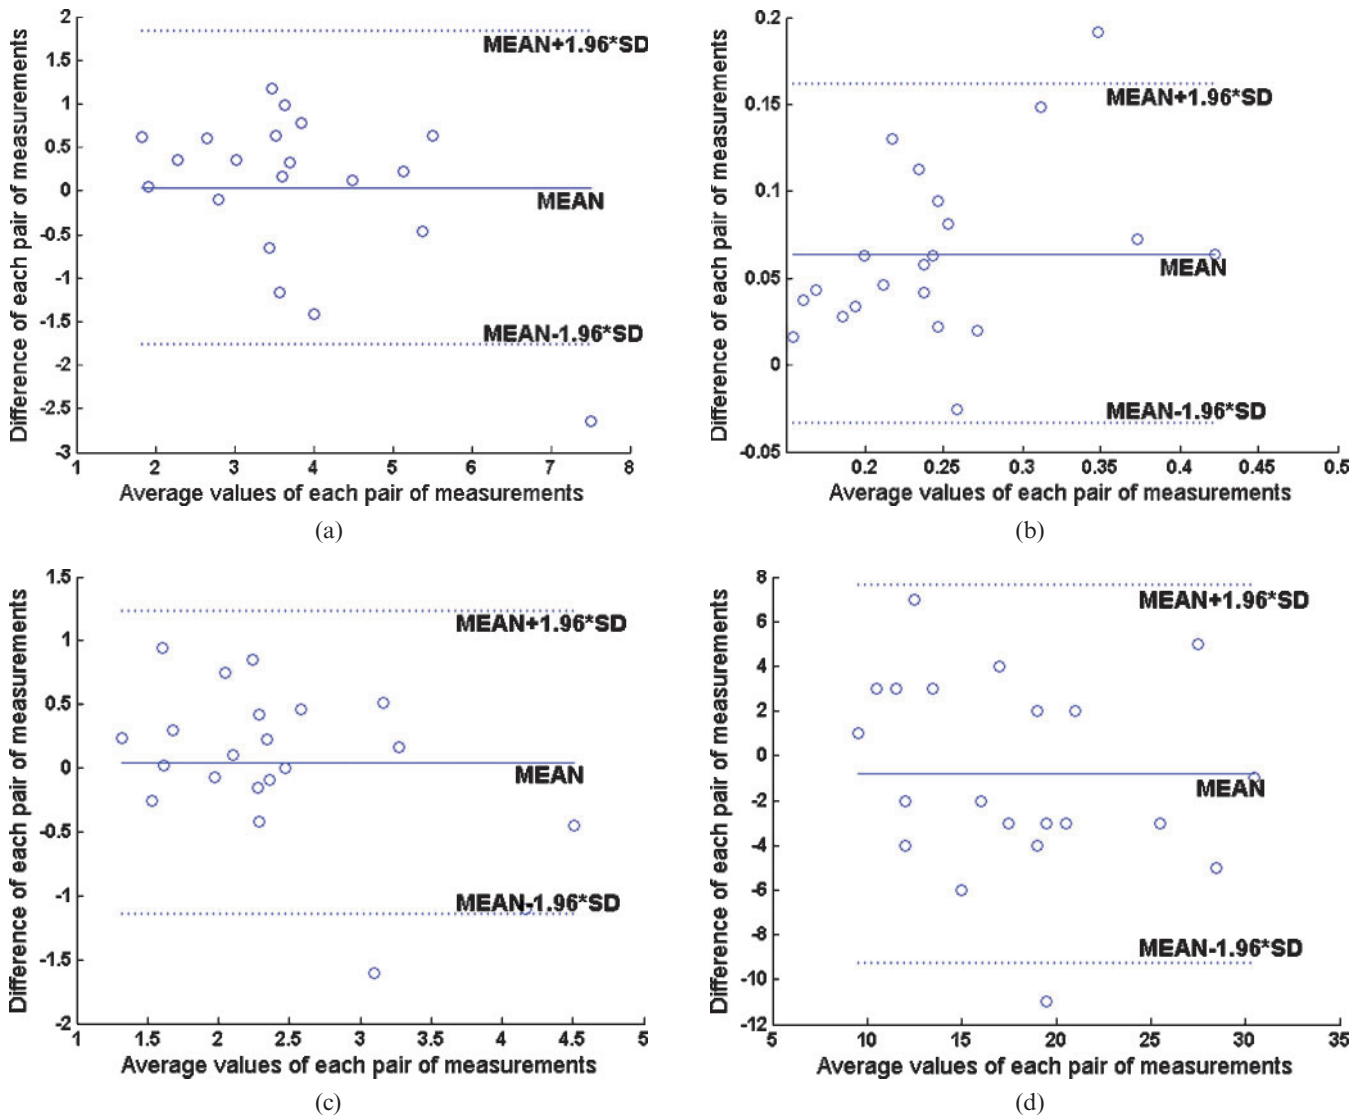 Difference of each pair of measurements
2
1.5
1
0.5
0
-0.5
-1
-1.5
-2
-2.5
-3
MEAN+1.96*SD
MEAN
MEAN-1.96*SD
1 2 3 4 5 6 7 8
Average values of each pair of measurements
(a)
Difference of each pair of measurements
0.2
0.15
0.1
0.05
0
-0.05
MEAN+1.96*SD
MEAN
MEAN-1.96*SD
0.2 0.25 0.3 0.35 0.4 0.45 0.5
Average values of each pair of measurements
(b)
Difference of each pair of measurements
1.5
1
0.5
0
-0.5
-1
-1.5
-2
MEAN+1.96*SD
MEAN
MEAN-1.96*SD
1 1.5 2 2.5 3 3.5 4 4.5 5
Average values of each pair of measurements
(c)
Difference of each pair of measurements
8
6
4
2
0
-2
-4
-6
-8
-10
-12
MEAN+1.96*SD
MEAN
MEAN-1.96*SD
5 10 15 20 25 30 35
Average values of each pair of measurements
(d)